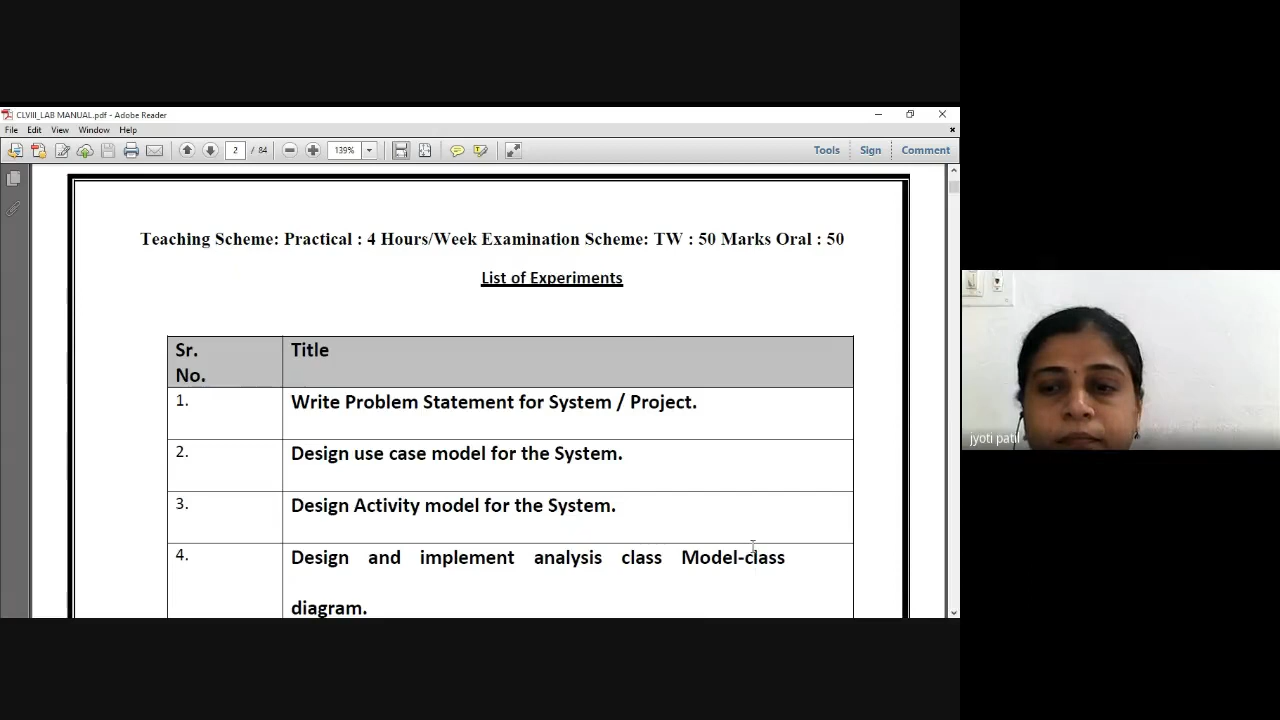 CLVIII_LAB MANUAL.pdf - Adobe Reader
File Edit View Window Help
2 / 84 139% Tools Sign Comment
Teaching Scheme: Practical : 4 Hours/Week Examination Scheme: TW : 50 Marks Oral : 50
List of Experiments
Sr. No. Title
1. Write Problem Statement for System / Project.
2. Design use case model for the System.
3. Design Activity model for the System.
4. Design and implement analysis class Model-class
diagram.
jyoti patil